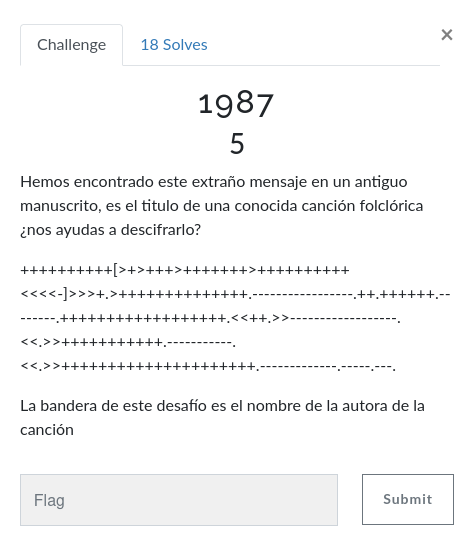 Challenge
18 Solves
×
1987
5
Hemos encontrado este extraño mensaje en un antiguo
manuscrito, es el titulo de una conocida canción folclórica
¿nos ayudas a descifrarlo?
++++++++++[>+>+++>+++++++>++++++++++
<<<<-]>>>+.>++++++++++++++.-----------------.++.++++++.--
------.++++++++++++++++++.<<++.>>------------------.
<<.>>+++++++++++.-----------.
<<.>>+++++++++++++++++++++.-------------.-----.---.
La bandera de este desafío es el nombre de la autora de la
canción
Flag
Submit